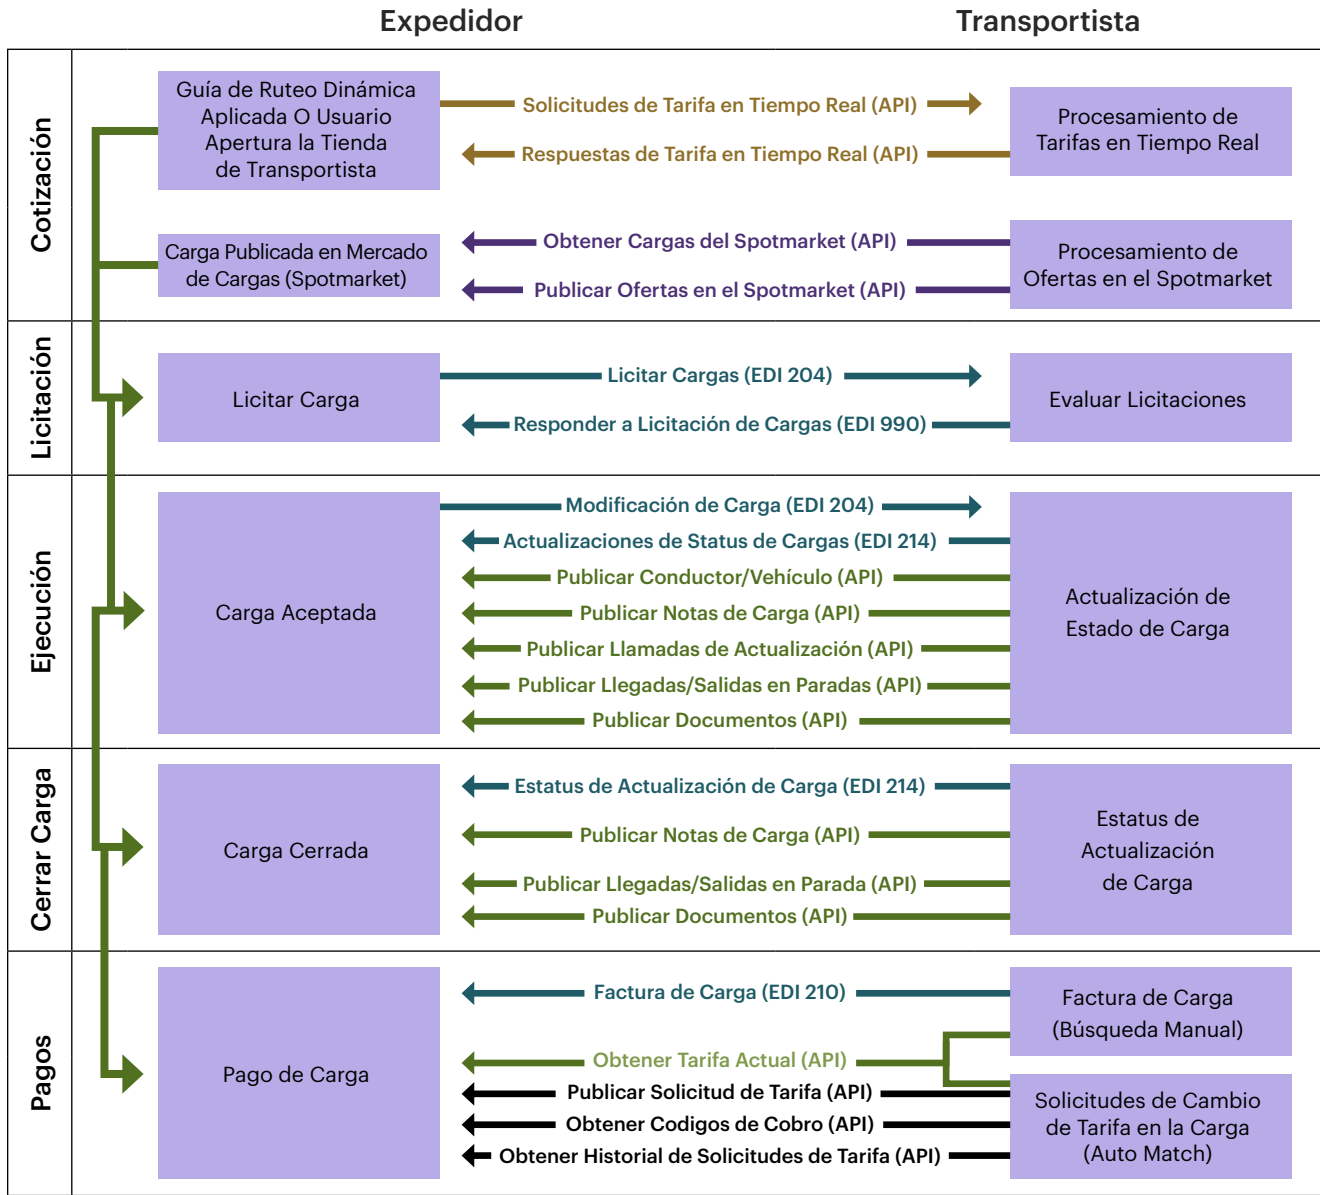 Expedidor
Transportista
Cotización
Guía de Ruteo Dinámica
Aplicada O Usuario
Apertura la Tienda
de Transportista
Solicitudes de Tarifa en Tiempo Real (API)
Respuestas de Tarifa en Tiempo Real (API)
Procesamiento de
Tarifas en Tiempo Real
Carga Publicada en Mercado
de Cargas (Spotmarket)
Obtener Cargas del Spotmarket (API)
Publicar Ofertas en el Spotmarket (API)
Procesamiento de
Ofertas en el Spotmarket
Licitación
Licitar Carga
Licitar Cargas (EDI 204)
Responder a Licitación de Cargas (EDI 990)
Evaluar Licitaciones
Ejecución
Carga Aceptada
Modificación de Carga (EDI 204)
Actualizaciones de Status de Cargas (EDI 214)
Publicar Conductor/Vehículo (API)
Publicar Notas de Carga (API)
Publicar Llamadas de Actualización (API)
Publicar Llegadas/Salidas en Paradas (API)
Publicar Documentos (API)
Actualización de
Estado de Carga
Cerrar Carga
Carga Cerrada
Estatus de Actualización de Carga (EDI 214)
Publicar Notas de Carga (API)
Publicar Llegadas/Salidas en Parada (API)
Publicar Documentos (API)
Estatus de
Actualización
de Carga
Pagos
Pago de Carga
Factura de Carga (EDI 210)
Obtener Tarifa Actual (API)
Publicar Solicitud de Tarifa (API)
Obtener Codigos de Cobro (API)
Obtener Historial de Solicitudes de Tarifa (API)
Factura de Carga
(Búsqueda Manual)
Solicitudes de Cambio
de Tarifa en la Carga
(Auto Match)